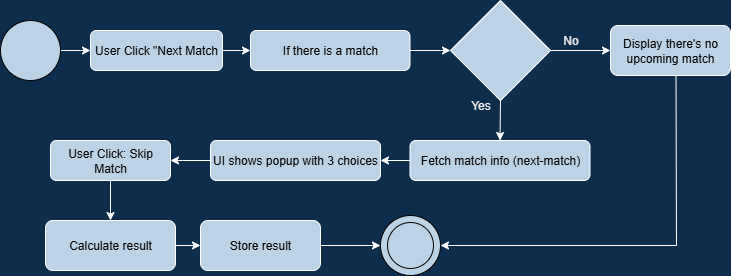 User Click "Next Match
If there is a match
No
Display there's no
upcoming match
Yes
User Click: Skip
Match
UI shows popup with 3 choices
Fetch match info (next-match)
Calculate result
Store result